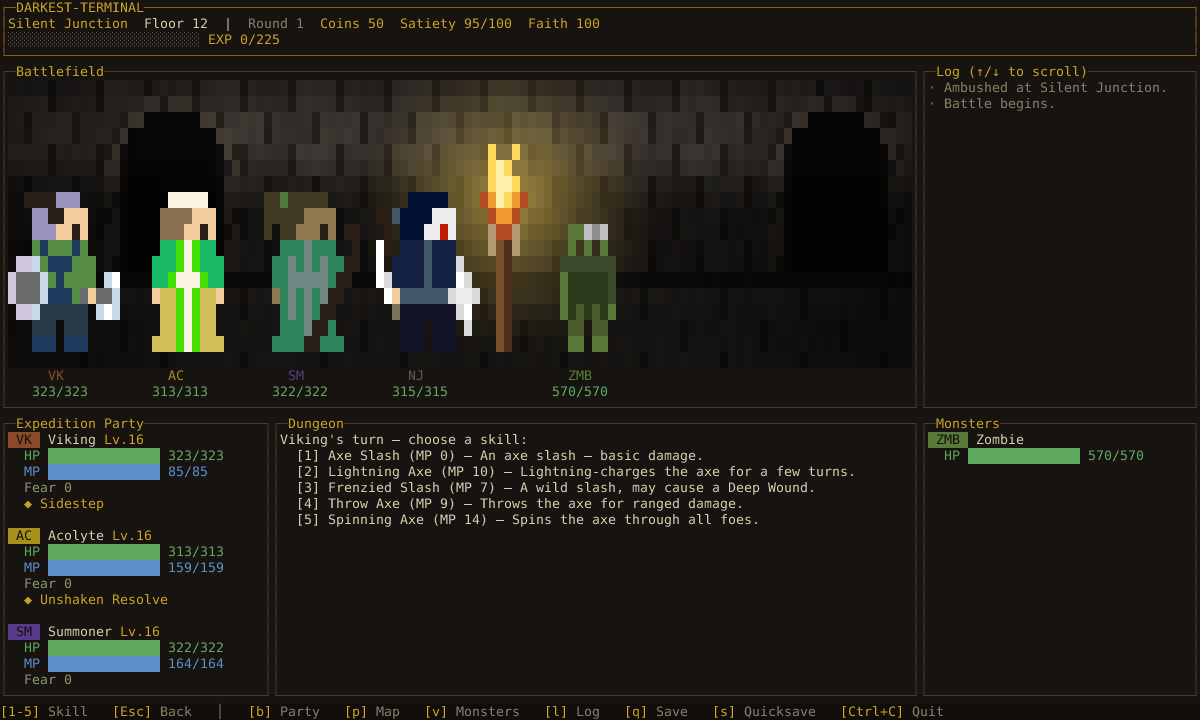 DARKEST-TERMINAL
Silent Junction  Floor 12  |  Round 1  Coins 50  Satiety 95/100  Faith 100
EXP 0/225
Battlefield
VK AC SM NJ ZMB
323/323 313/313 322/322 315/315 570/570
Log (↑/↓ to scroll)
· Ambushed at Silent Junction.
· Battle begins.
Expedition Party
VK Viking Lv.16
HP 323/323
MP 85/85
Fear 0
◆ Sidestep
AC Acolyte Lv.16
HP 313/313
MP 159/159
Fear 0
◆ Unshaken Resolve
SM Summoner Lv.16
HP 322/322
MP 164/164
Fear 0
Dungeon
Viking's turn — choose a skill:
[1] Axe Slash (MP 0) — An axe slash — basic damage.
[2] Lightning Axe (MP 10) — Lightning-charges the axe for a few turns.
[3] Frenzied Slash (MP 7) — A wild slash, may cause a Deep Wound.
[4] Throw Axe (MP 9) — Throws the axe for ranged damage.
[5] Spinning Axe (MP 14) — Spins the axe through all foes.
Monsters
ZMB Zombie
HP 570/570
[1-5] Skill [Esc] Back │ [b] Party [p] Map [v] Monsters [l] Log [q] Save [s] Quicksave [Ctrl+C] Quit